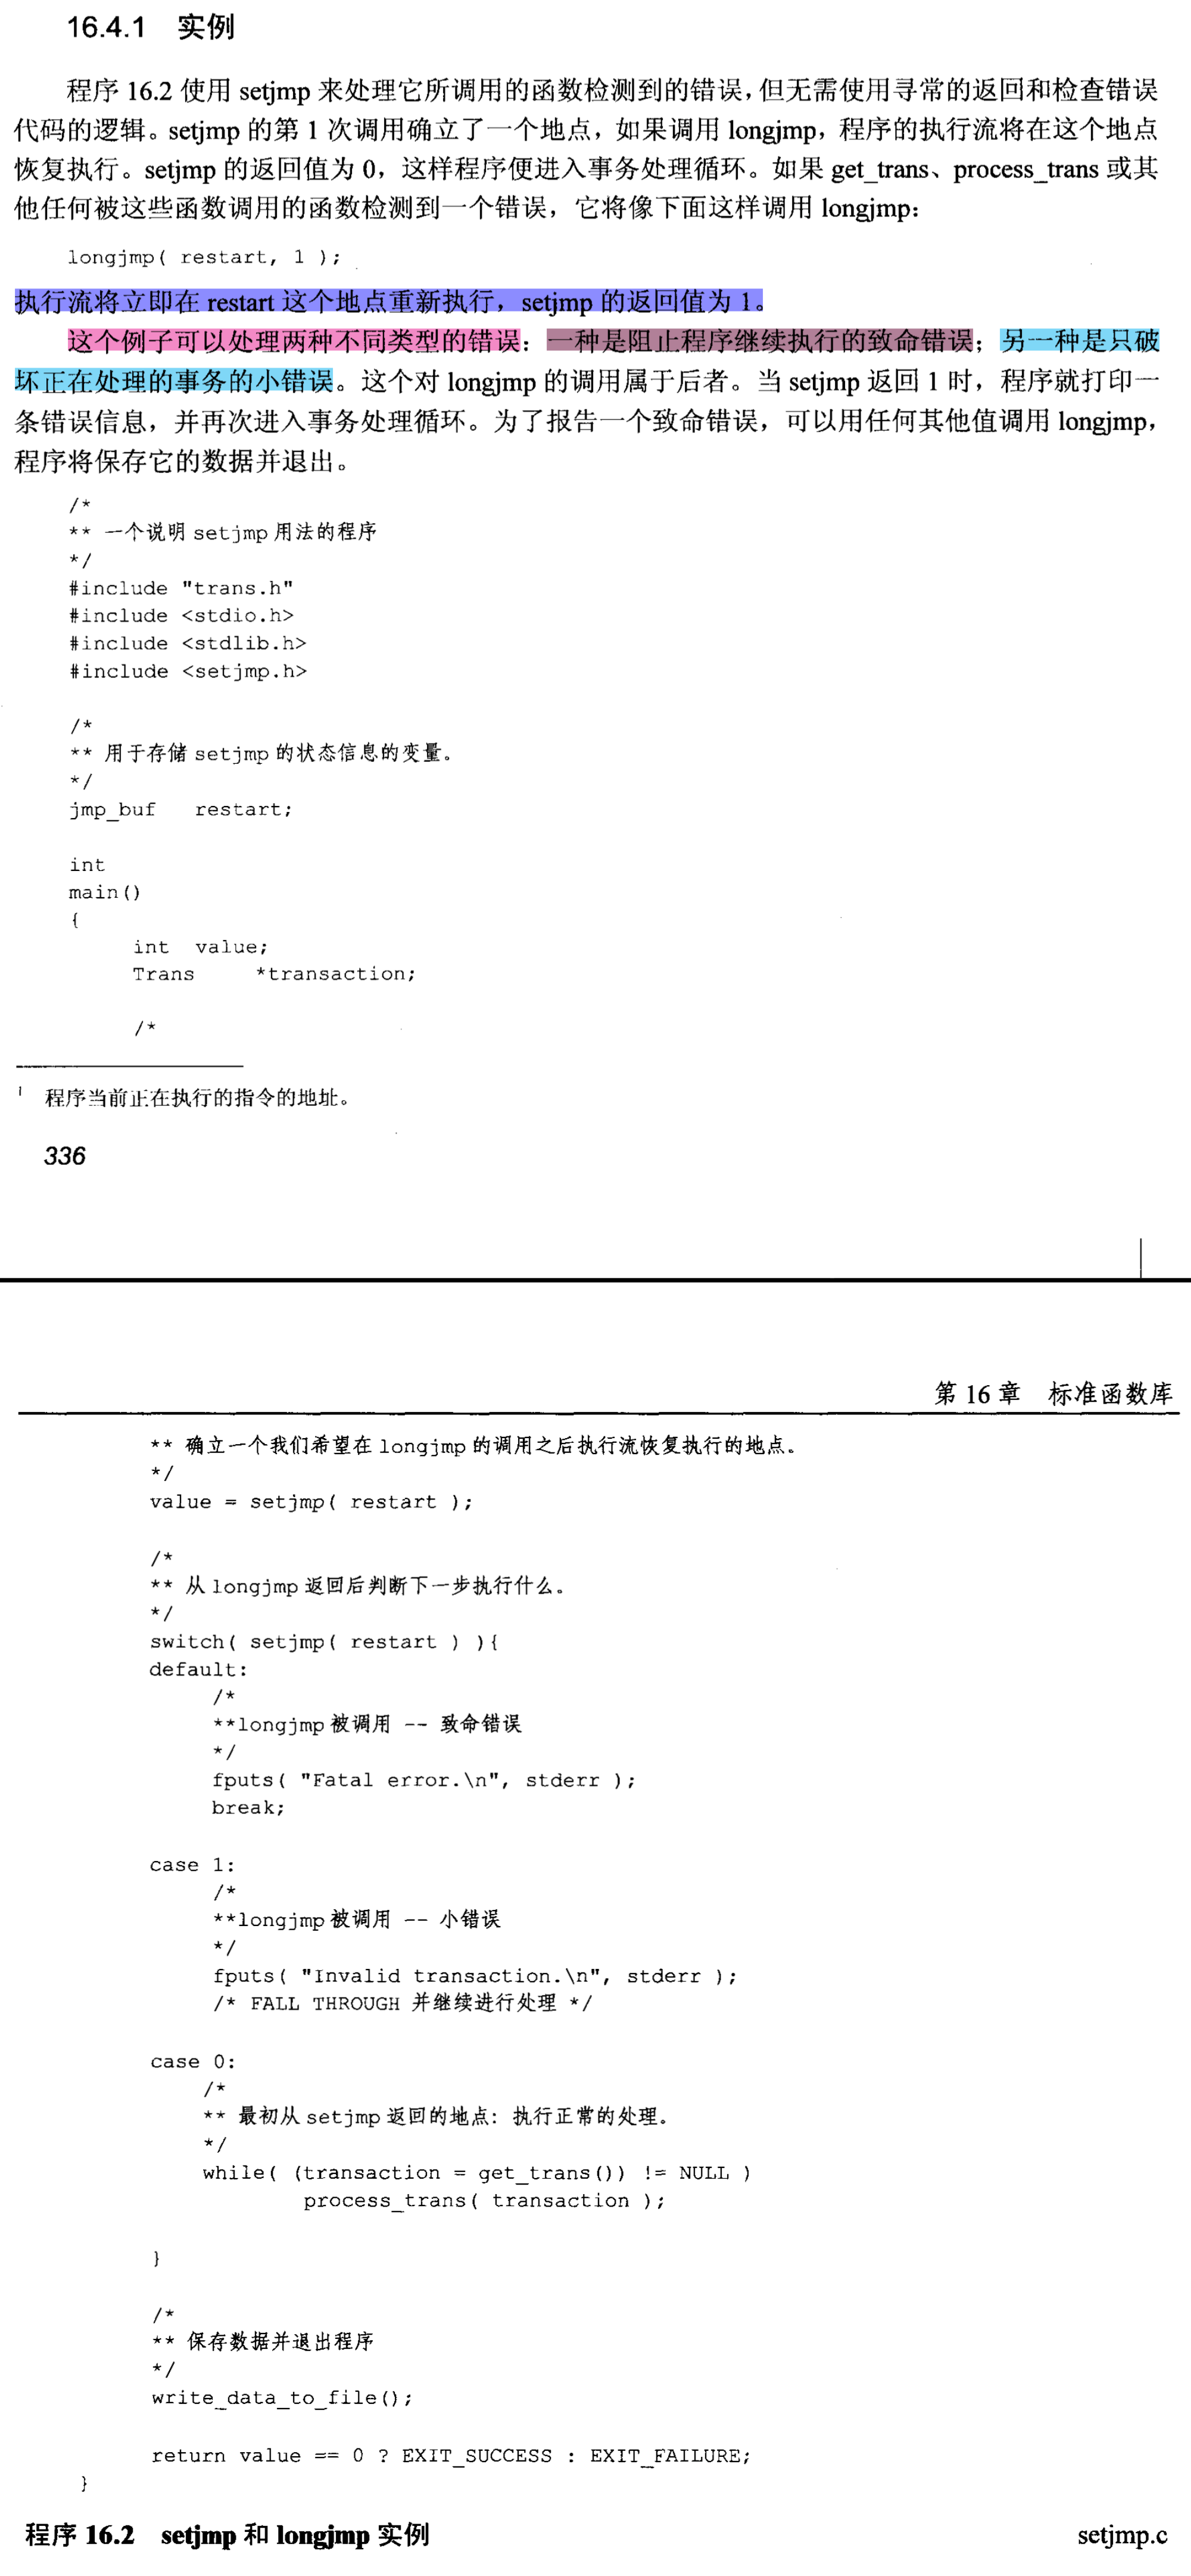 16.4.1 实例
程序 16.2 使用 setjmp 来处理它所调用的函数检测到的错误，但无需使用寻常的返回和检查错误
代码的逻辑。setjmp 的第 1 次调用确立了一个地点，如果调用 longjmp，程序的执行流将在这个地点
恢复执行。setjmp 的返回值为 0，这样程序便进入事务处理循环。如果 get_trans、process_trans 或其
他任何被这些函数调用的函数检测到一个错误，它将像下面这样调用 longjmp：
longjmp( restart, 1 );
执行流将立即在 restart 这个地点重新执行，setjmp 的返回值为 1。
这个例子可以处理两种不同类型的错误：一种是阻止程序继续执行的致命错误；另一种是只破
坏正在处理的事务的小错误。这个对 longjmp 的调用属于后者。当 setjmp 返回 1 时，程序就打印一
条错误信息，并再次进入事务处理循环。为了报告一个致命错误，可以用任何其他值调用 longjmp，
程序将保存它的数据并退出。
/*
** 一个说明 setjmp 用法的程序
*/
#include "trans.h"
#include <stdio.h>
#include <stdlib.h>
#include <setjmp.h>
/*
** 用于存储 setjmp 的状态信息的变量。
*/
jmp_buf restart;
int
main()
{
int value;
Trans *transaction;
/*
1 程序当前正在执行的指令的地址。
336
第 16 章 标准函数库
** 确立一个我们希望在 longjmp 的调用之后执行流恢复执行的地点。
*/
value = setjmp( restart );
/*
** 从 longjmp 返回后判断下一步执行什么。
*/
switch( setjmp( restart ) ){
default:
/*
**longjmp 被调用 -- 致命错误
*/
fputs( "Fatal error.\n", stderr );
break;
case 1:
/*
**longjmp 被调用 -- 小错误
*/
fputs( "Invalid transaction.\n", stderr );
/* FALL THROUGH 并继续进行处理 */
case 0:
/*
** 最初从 setjmp 返回的地点：执行正常的处理。
*/
while( (transaction = get_trans()) != NULL )
process_trans( transaction );
}
/*
** 保存数据并退出程序
*/
write_data_to_file();
return value == 0 ? EXIT_SUCCESS : EXIT_FAILURE;
}
程序 16.2 setjmp 和 longjmp 实例 setjmp.c